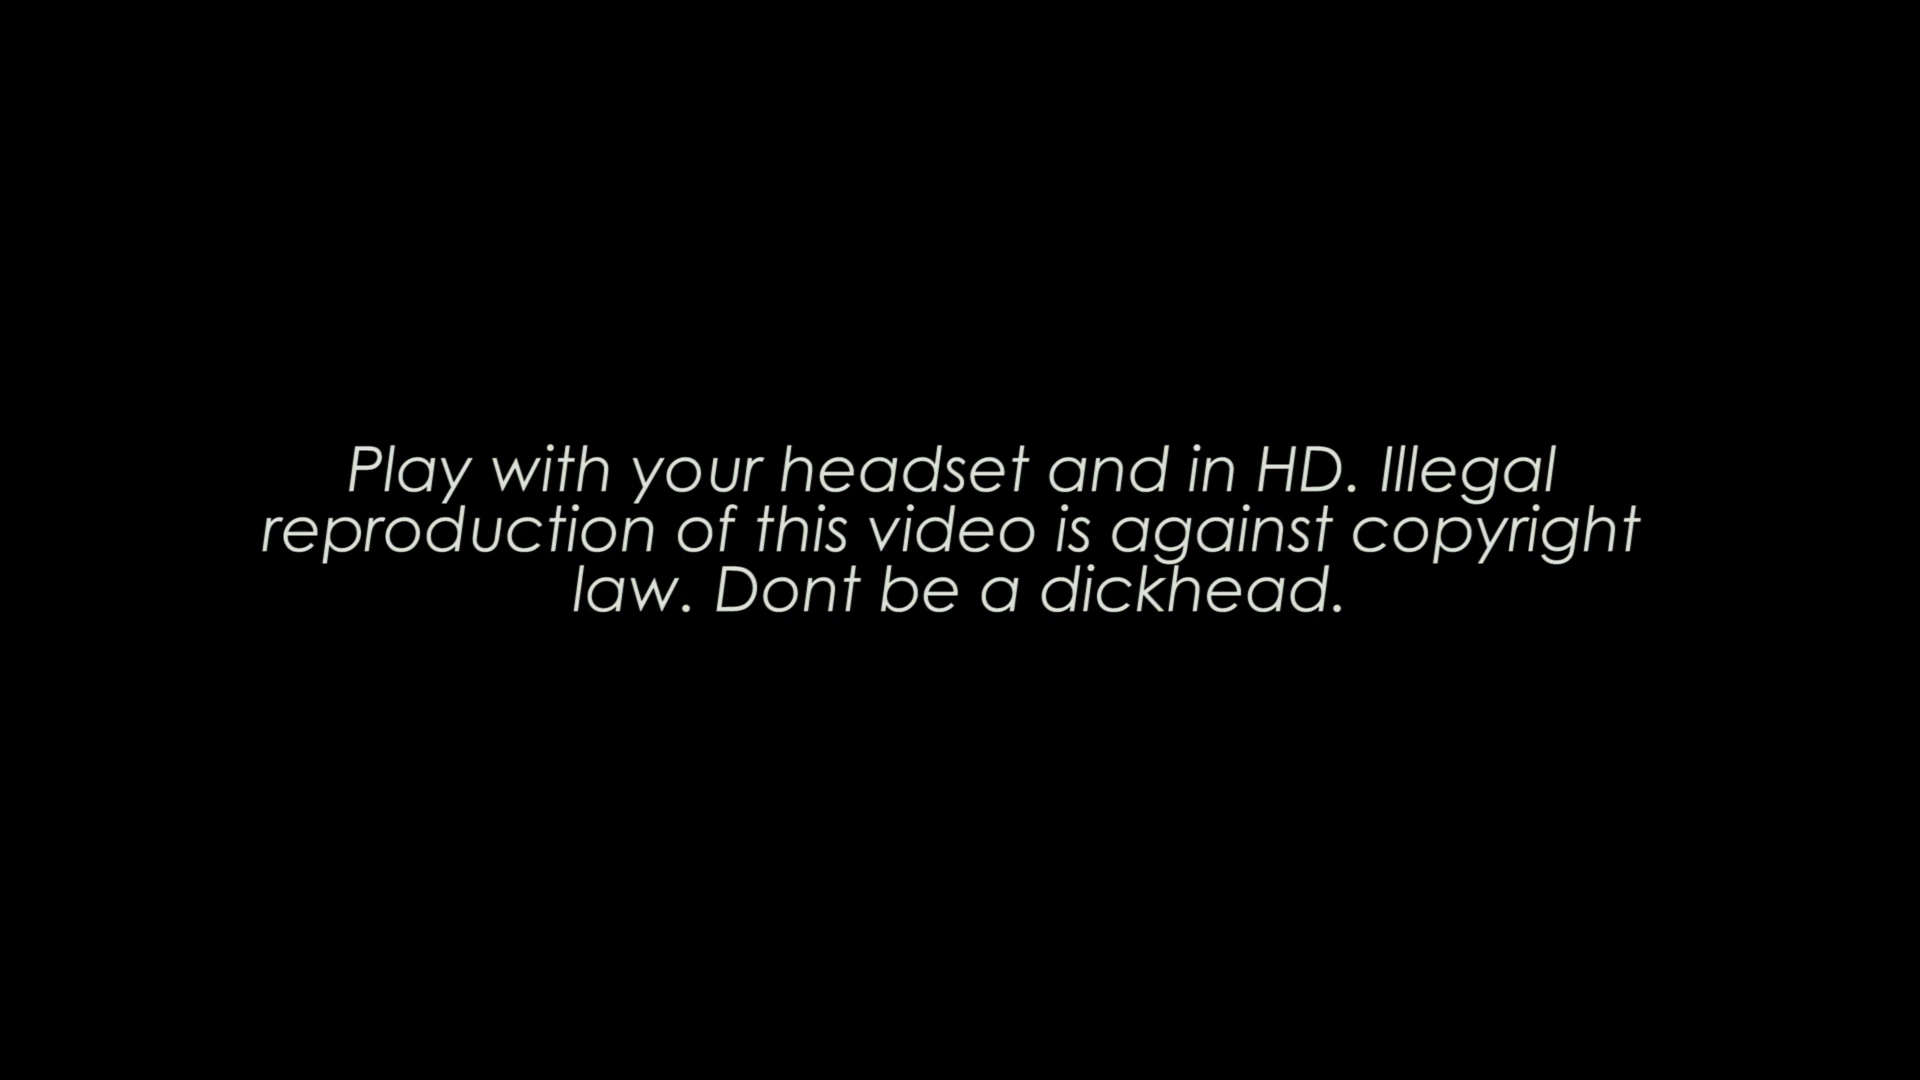 Play with your headset and in HD. Illegal
reproduction of this video is against copyright
law. Dont be a dickhead.